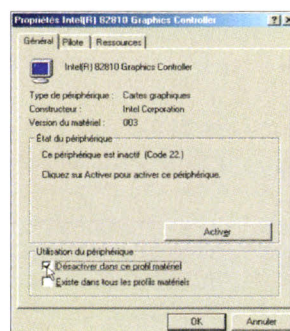 Propriétés Intel(R) 82810 Graphics Controller
Général
Pilote
Ressources
Intel(R) 82810 Graphics Controller
Type de périphérique : Cartes graphiques
Constructeur : Intel Corporation
Version du matériel : 003
État du périphérique
Ce périphérique est inactif (Code 22.)
Cliquez sur Activer pour activer ce périphérique.
Activer
Utilisation du périphérique
Désactiver dans ce profil matériel
Existe dans tous les profils matériels
OK
Annuler